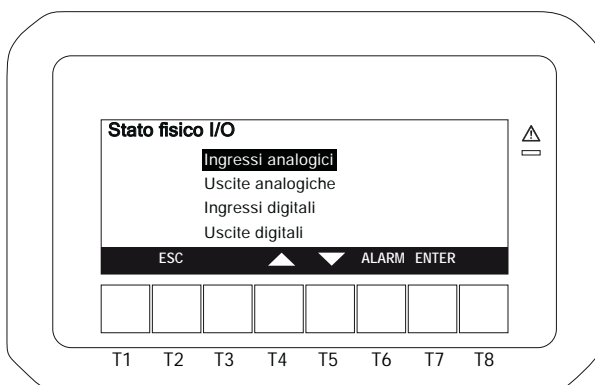 Stato fisico I/O
Ingressi analogici
Uscite analogiche
Ingressi digitali
Uscite digitali
ESC ALARM ENTER
T1 T2 T3 T4 T5 T6 T7 T8